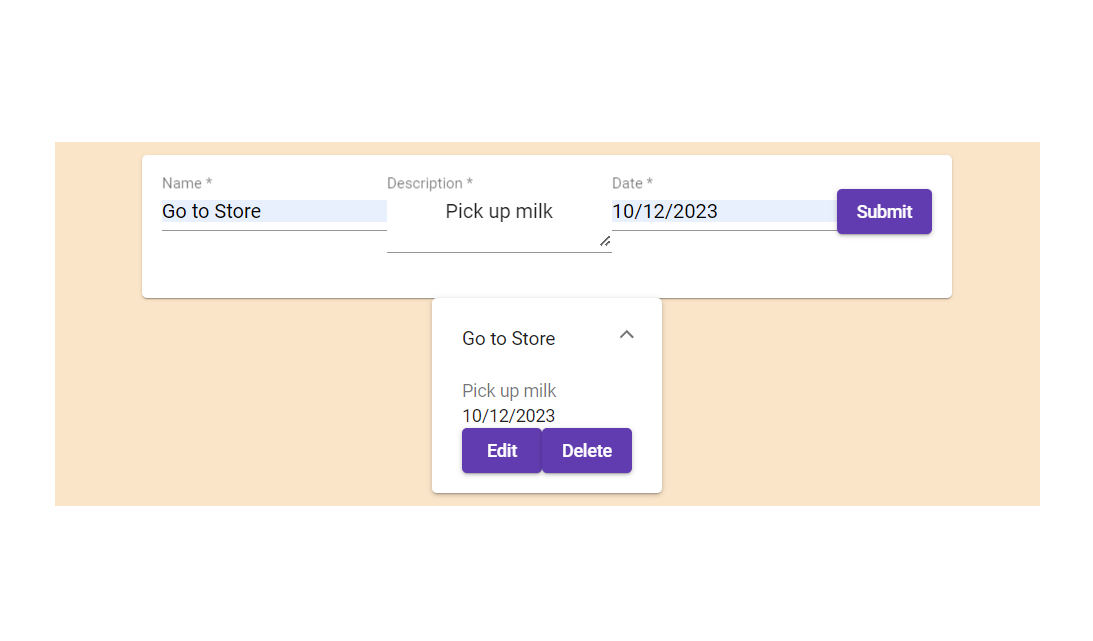 Name * Description * Date *
Go to Store Pick up milk 10/12/2023 Submit
Go to Store
Pick up milk
10/12/2023
Edit Delete